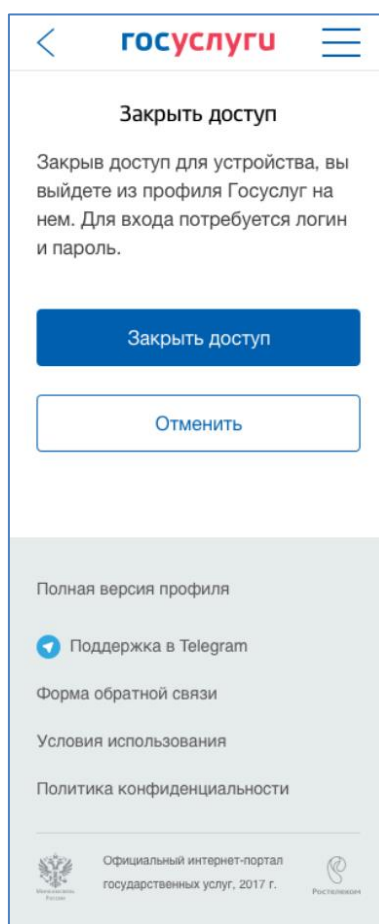 госуслуги
Закрыть доступ
Закрыв доступ для устройства, вы
выйдете из профиля Госуслуг на
нем. Для входа потребуется логин
и пароль.
Закрыть доступ
Отменить
Полная версия профиля
Поддержка в Telegram
Форма обратной связи
Условия использования
Политика конфиденциальности
Официальный интернет-портал
государственных услуг, 2017 г.
Ростелеком